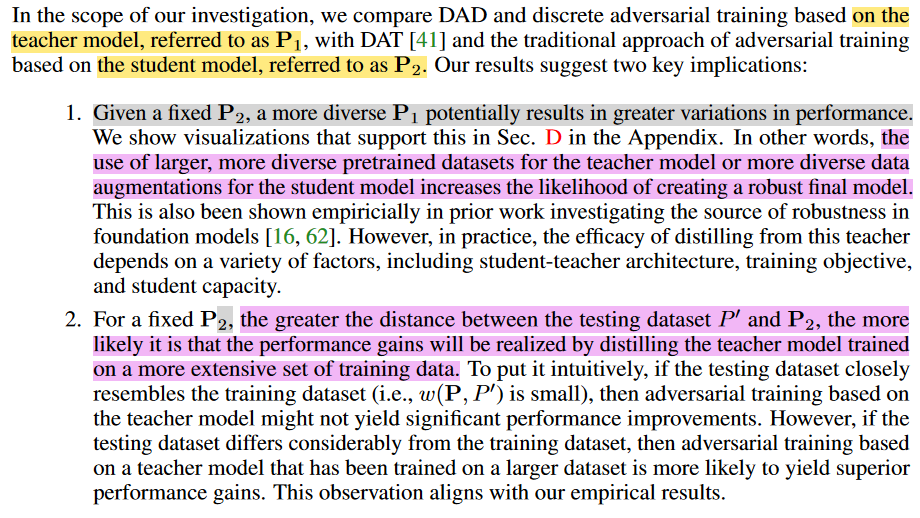 In the scope of our investigation, we compare DAD and discrete adversarial training based on the
teacher model, referred to as P1, with DAT [41] and the traditional approach of adversarial training
based on the student model, referred to as P2. Our results suggest two key implications:
1. Given a fixed P2, a more diverse P1 potentially results in greater variations in performance.
We show visualizations that support this in Sec. D in the Appendix. In other words, the
use of larger, more diverse pretrained datasets for the teacher model or more diverse data
augmentations for the student model increases the likelihood of creating a robust final model.
This is also been shown empiricially in prior work investigating the source of robustness in
foundation models [16, 62]. However, in practice, the efficacy of distilling from this teacher
depends on a variety of factors, including student-teacher architecture, training objective,
and student capacity.
2. For a fixed P2, the greater the distance between the testing dataset P′ and P2, the more
likely it is that the performance gains will be realized by distilling the teacher model trained
on a more extensive set of training data. To put it intuitively, if the testing dataset closely
resembles the training dataset (i.e., w(P, P′) is small), then adversarial training based on
the teacher model might not yield significant performance improvements. However, if the
testing dataset differs considerably from the training dataset, then adversarial training based
on a teacher model that has been trained on a larger dataset is more likely to yield superior
performance gains. This observation aligns with our empirical results.